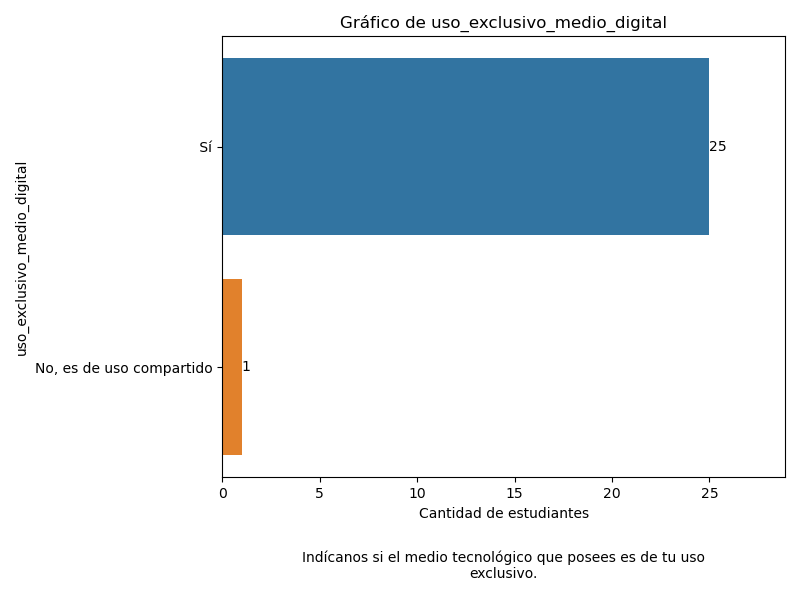 Gráfico de uso_exclusivo_medio_digital
uso_exclusivo_medio_digital
Sí
25
No, es de uso compartido
1
0 5 10 15 20 25
Cantidad de estudiantes
Indícanos si el medio tecnológico que posees es de tu uso
exclusivo.